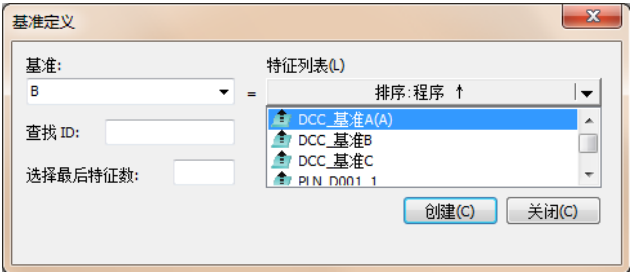 基准定义
基准:
特征列表(L)
B
=
排序:程序 ↑
查找 ID:
DCC_基准A(A)
DCC_基准B
DCC_基准C
选择最后特征数:
PLN_D001_1
创建(C)
关闭(C)